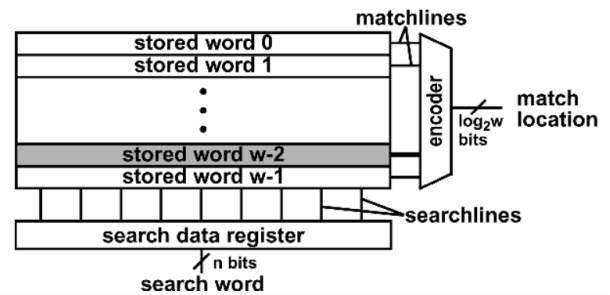 matchlines
stored word 0
stored word 1
encoder
match
location
log₂w
bits
stored word w-2
stored word w-1
searchlines
search data register
n bits
search word